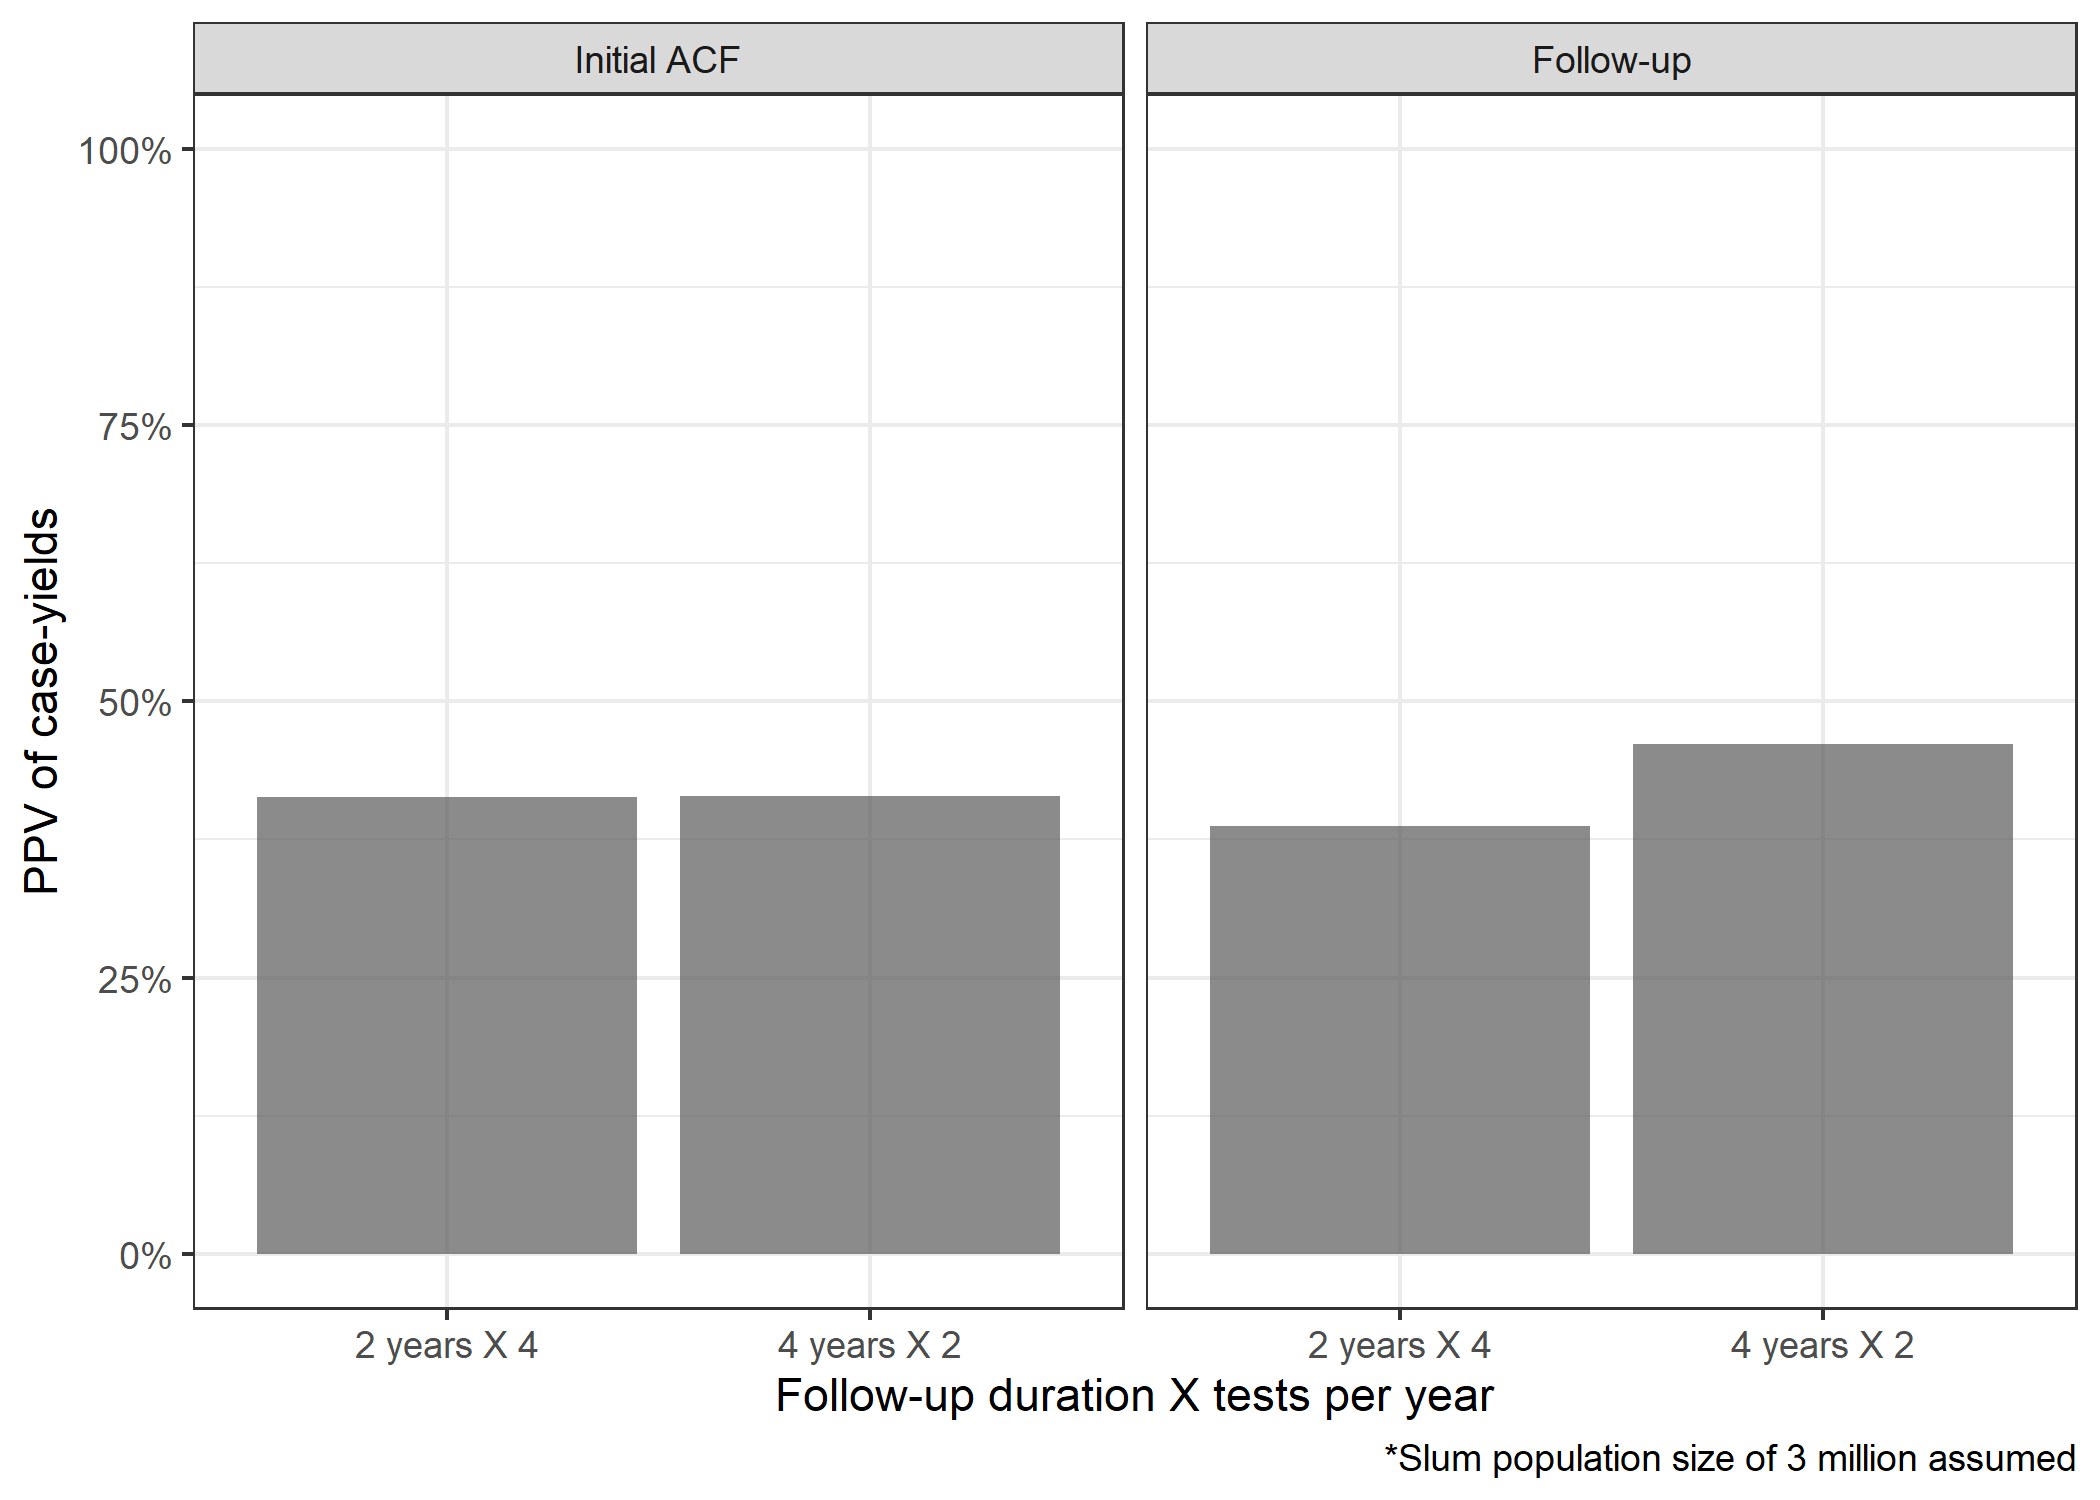 Initial ACF
Follow-up
100%
75%
50%
25%
0%
PPV of case-yields
2 years X 4
4 years X 2
2 years X 4
4 years X 2
Follow-up duration X tests per year
*Slum population size of 3 million assumed